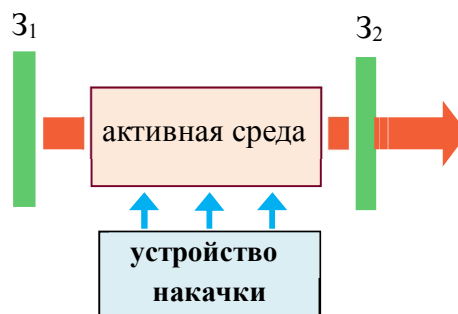 З₁
З₂
активная среда
устройство
накачки